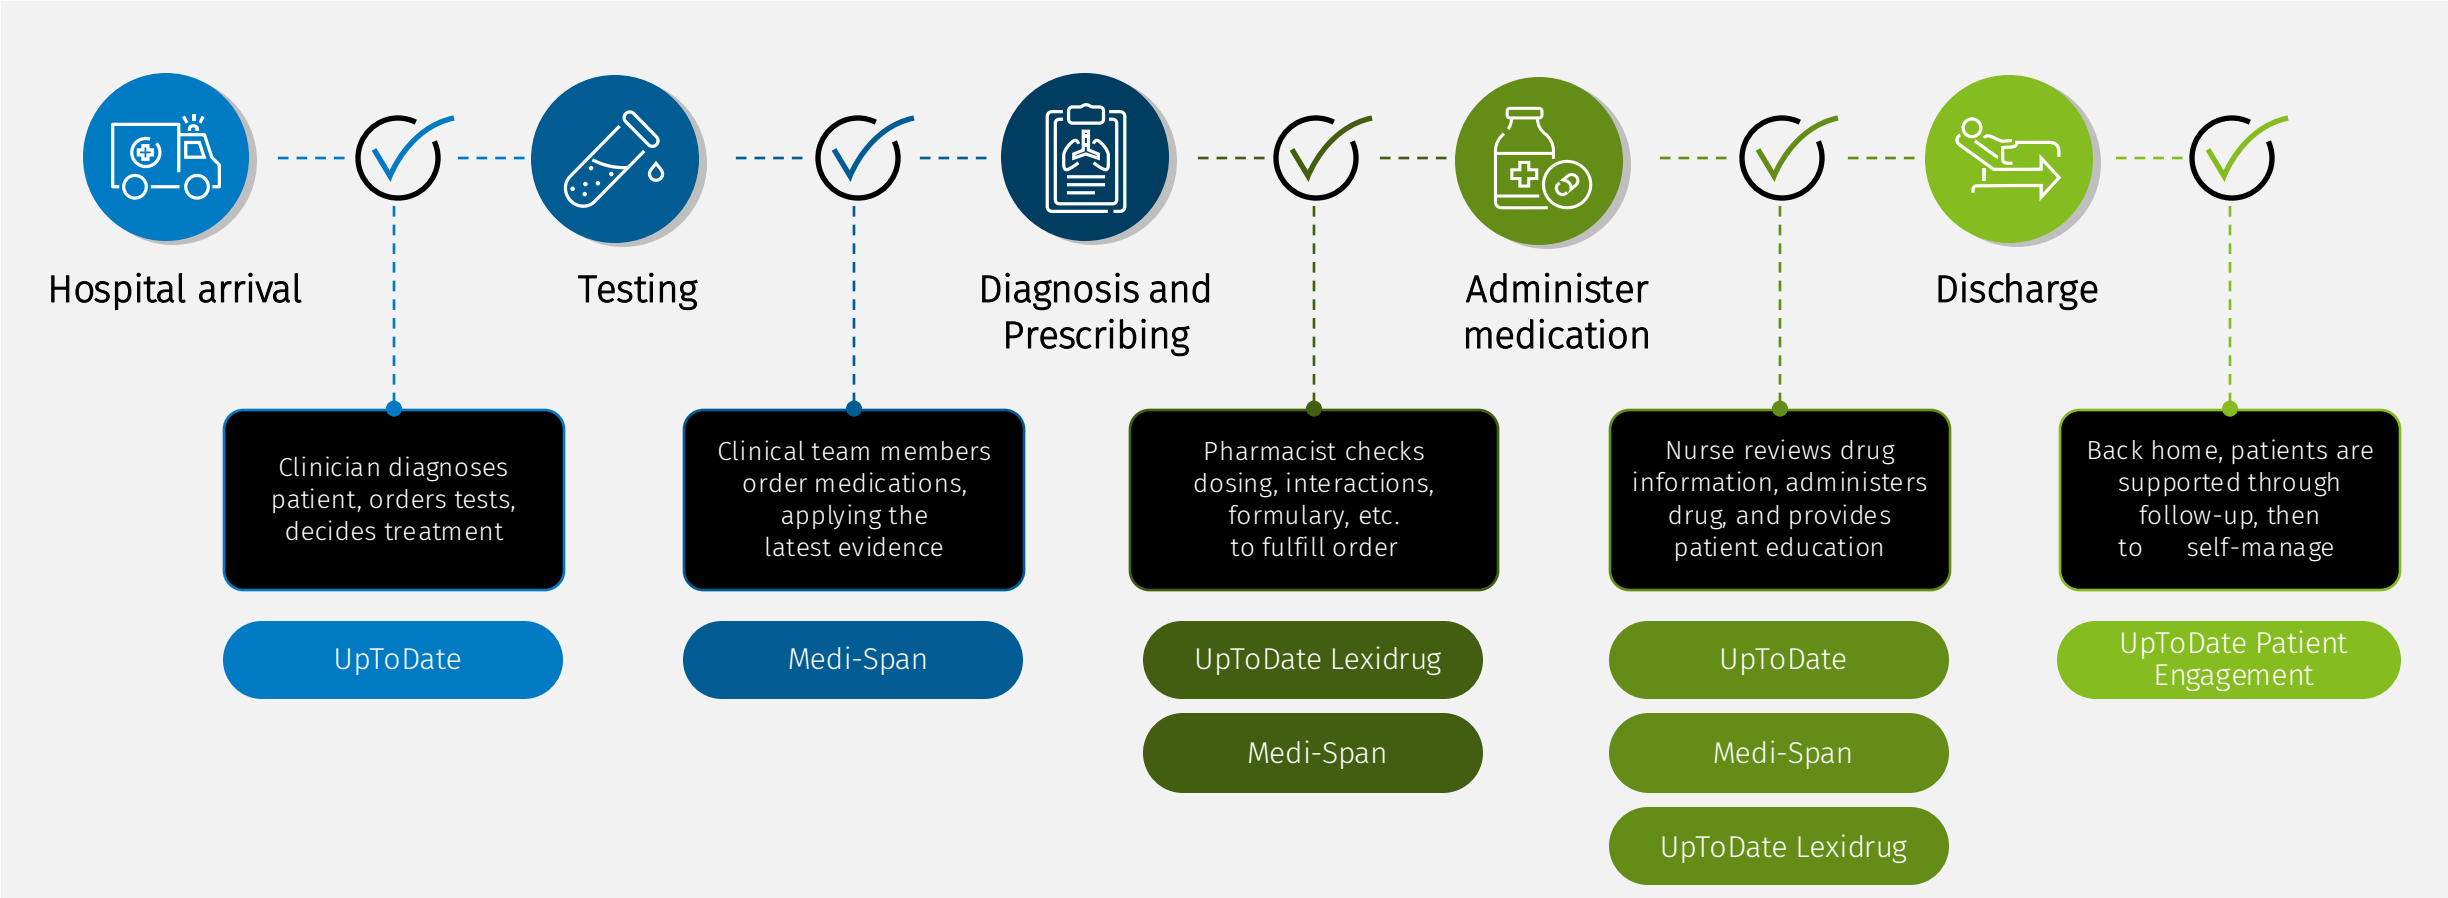 Hospital arrival
Testing
Diagnosis and
Prescribing
Administer
medication
Discharge
Clinician diagnoses
patient, orders tests,
decides treatment
Clinical team members
order medications,
applying the
latest evidence
Pharmacist checks
dosing, interactions,
formulary, etc.
to fulfill order
Nurse reviews drug
information, administers
drug, and provides
patient education
Back home, patients are
supported through
follow-up, then
to self-manage
UpToDate
Medi-Span
UpToDate Lexidrug
Medi-Span
UpToDate
Medi-Span
UpToDate Lexidrug
UpToDate Patient
Engagement